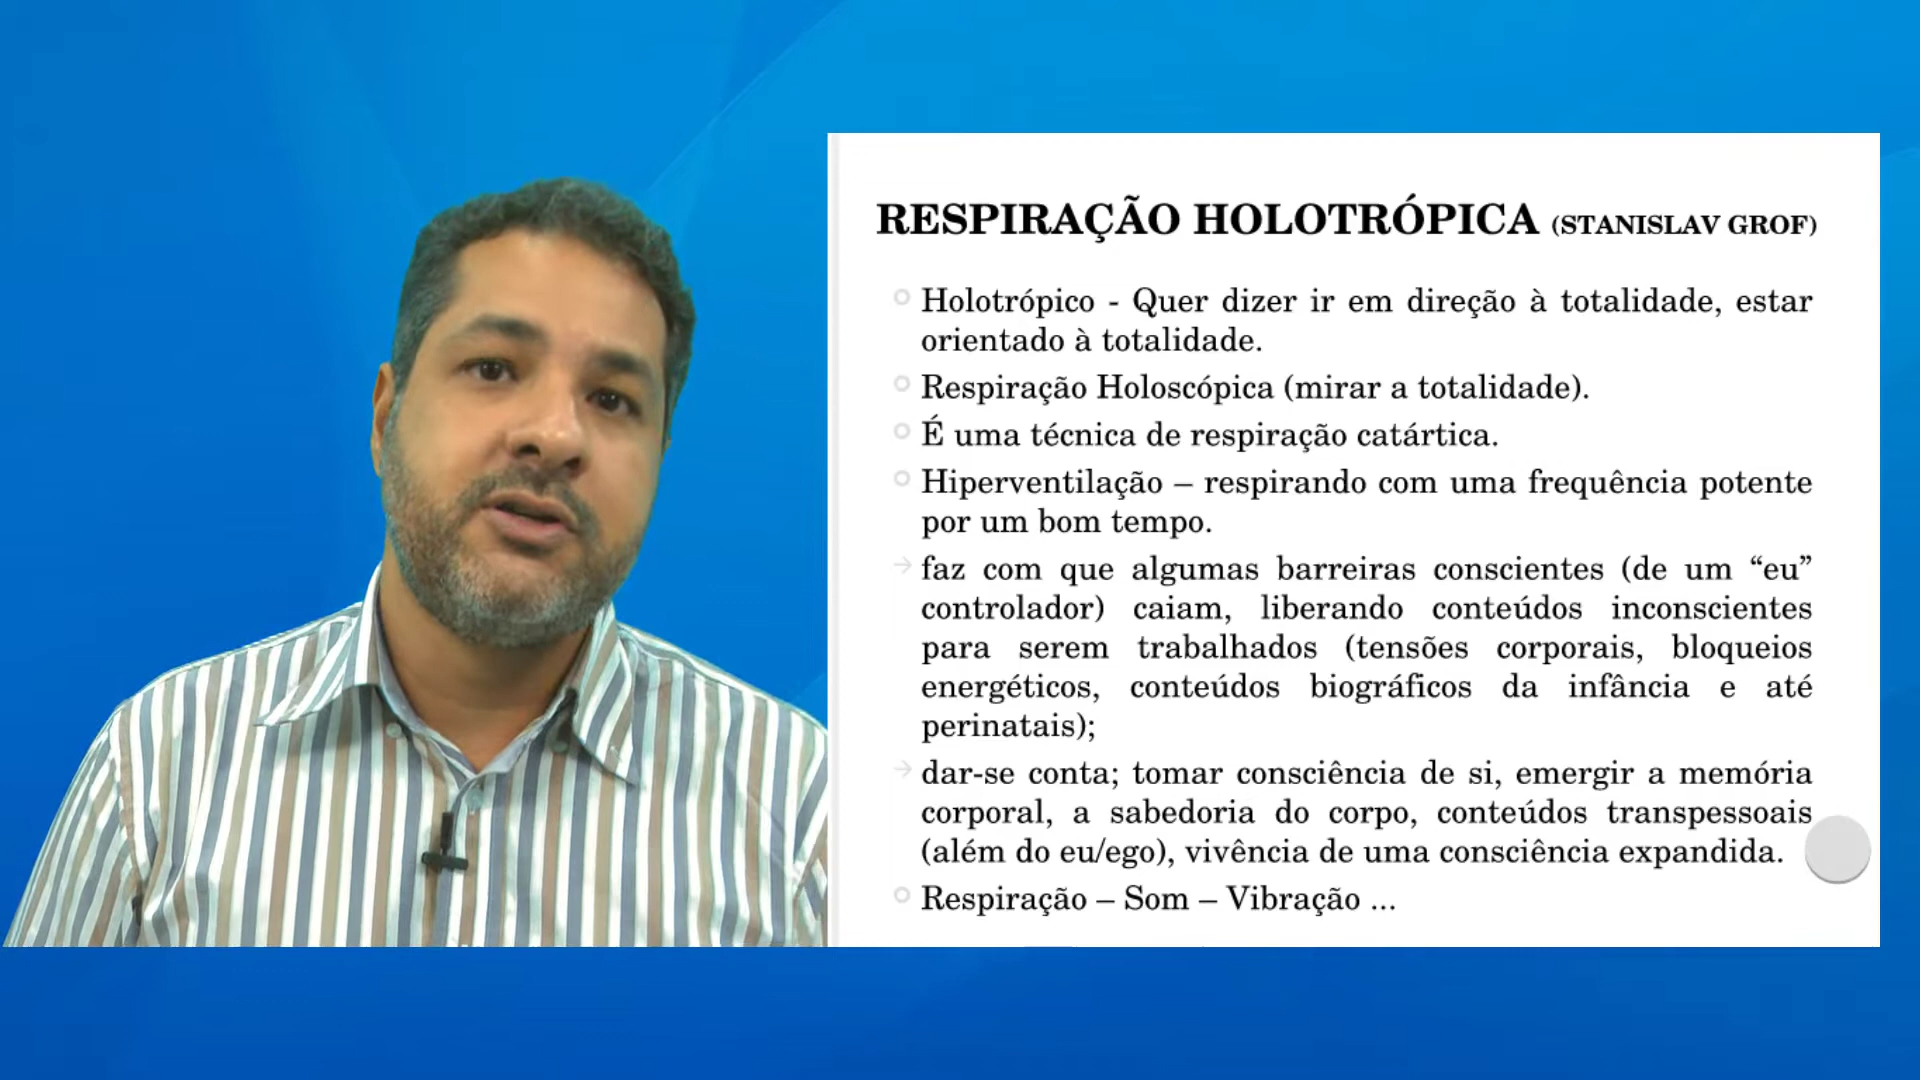 RESPIRAÇÃO HOLOTRÓPICA (STANISLAV GROF)
Holotrópico - Quer dizer ir em direção à totalidade, estar
orientado à totalidade.
Respiração Holoscópica (mirar a totalidade).
É uma técnica de respiração catártica.
Hiperventilação – respirando com uma frequência potente
por um bom tempo.
faz com que algumas barreiras conscientes (de um “eu”
controlador) caiam, liberando conteúdos inconscientes
para serem trabalhados (tensões corporais, bloqueios
energéticos, conteúdos biográficos da infância e até
perinatais);
dar-se conta; tomar consciência de si, emergir a memória
corporal, a sabedoria do corpo, conteúdos transpessoais
(além do eu/ego), vivência de uma consciência expandida.
Respiração – Som – Vibração ...